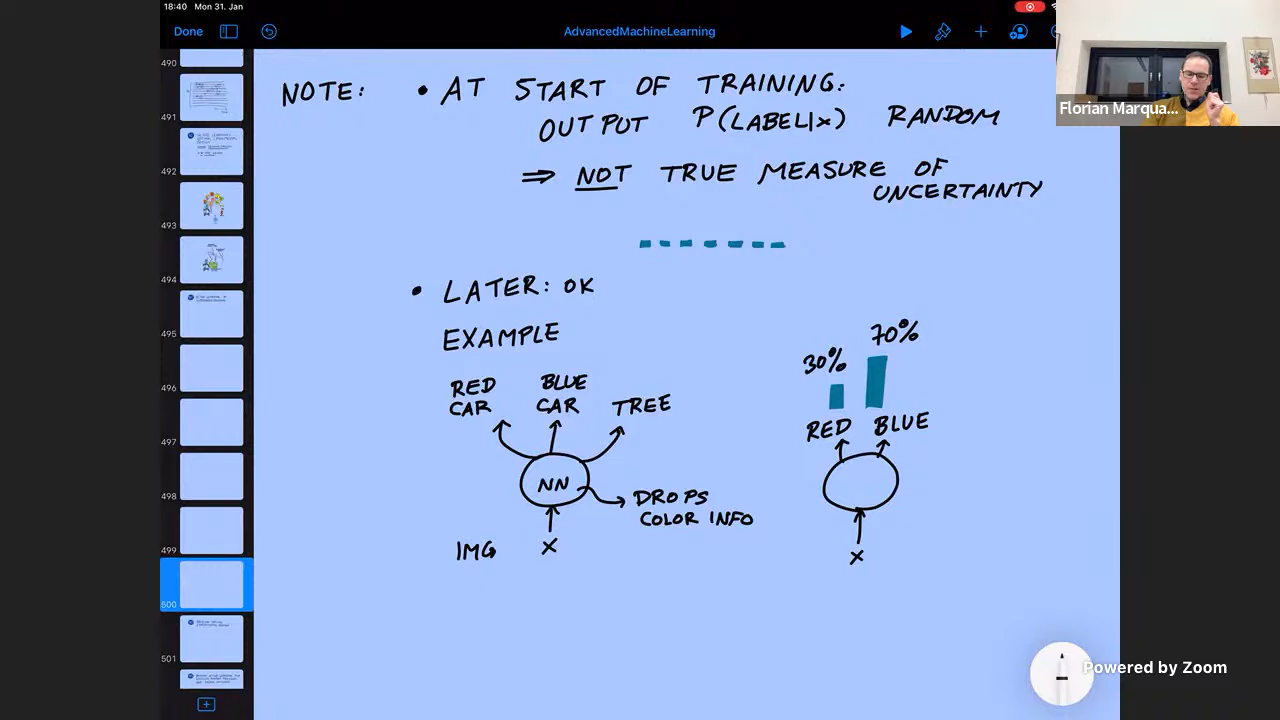 18:40 Mon 31. Jan
Done
AdvancedMachineLearning
Florian Marqua...
490
491
492
493
494
495
496
497
498
499
500
501
NOTE: • AT START OF TRAINING:
OUTPUT P(LABEL|x) RANDOM
⇒ NOT TRUE MEASURE OF
UNCERTAINTY
• LATER: OK
EXAMPLE
RED CAR
BLUE CAR
TREE
NN
DROPS
COLOR INFO
IMG X
30% 70%
RED BLUE
X
Powered by Zoom